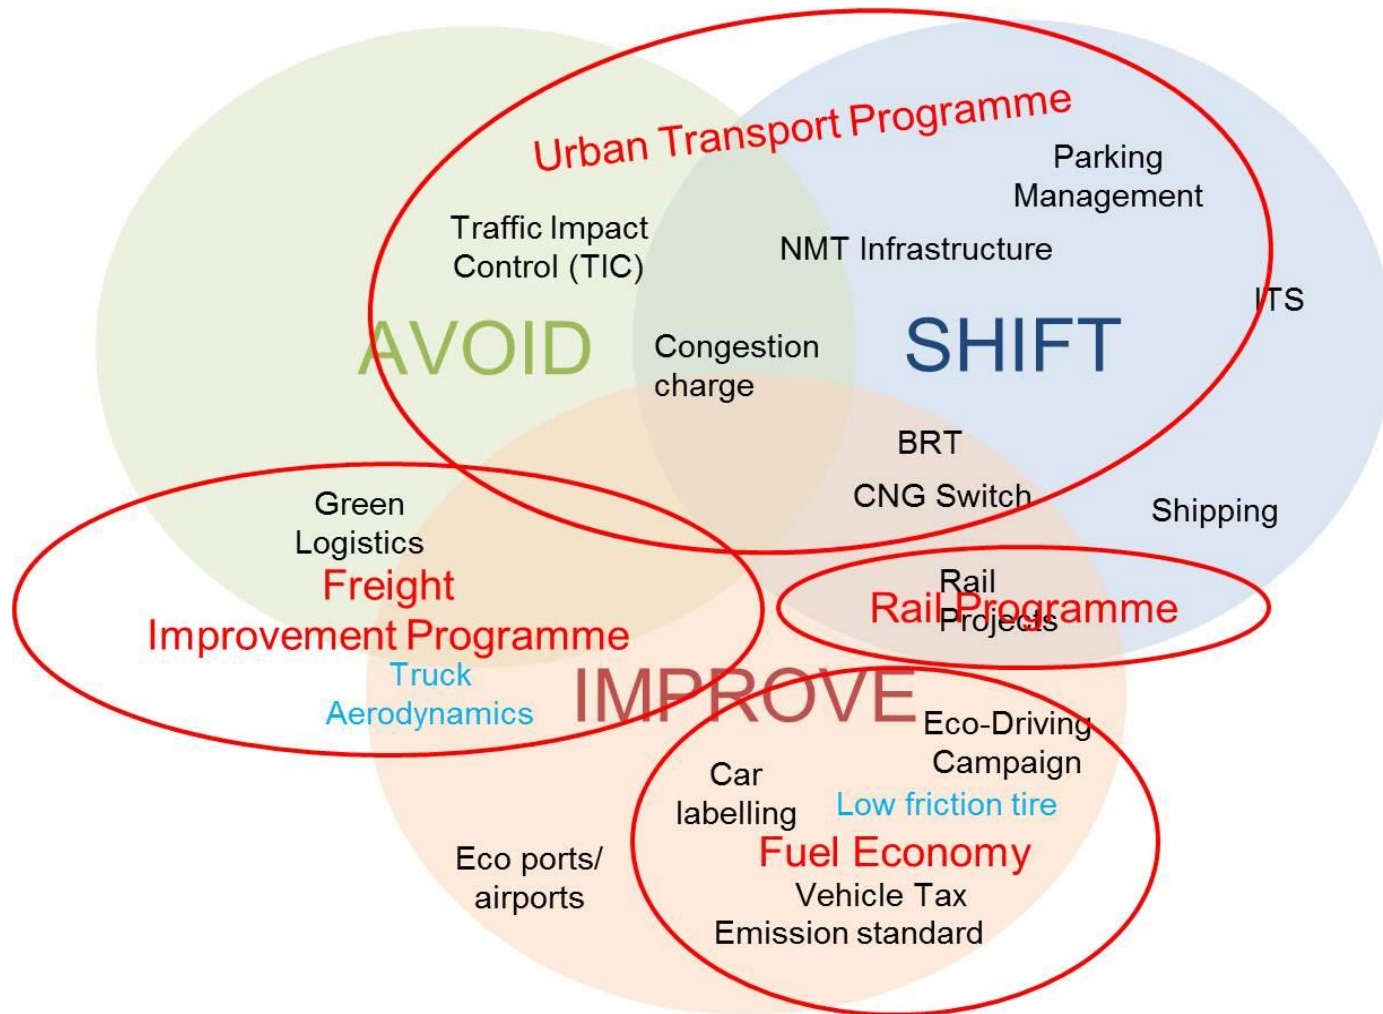 Urban Transport Programme
Parking
Management
Traffic Impact
Control (TIC)
NMT Infrastructure
ITS
AVOID
SHIFT
Congestion
charge
BRT
CNG Switch
Shipping
Green
Logistics
Freight
Improvement Programme
Truck
Aerodynamics
Rail
Projects
Rail Programme
IMPROVE
Eco-Driving
Campaign
Car
labelling
Low friction tire
Fuel Economy
Vehicle Tax
Emission standard
Eco ports/
airports